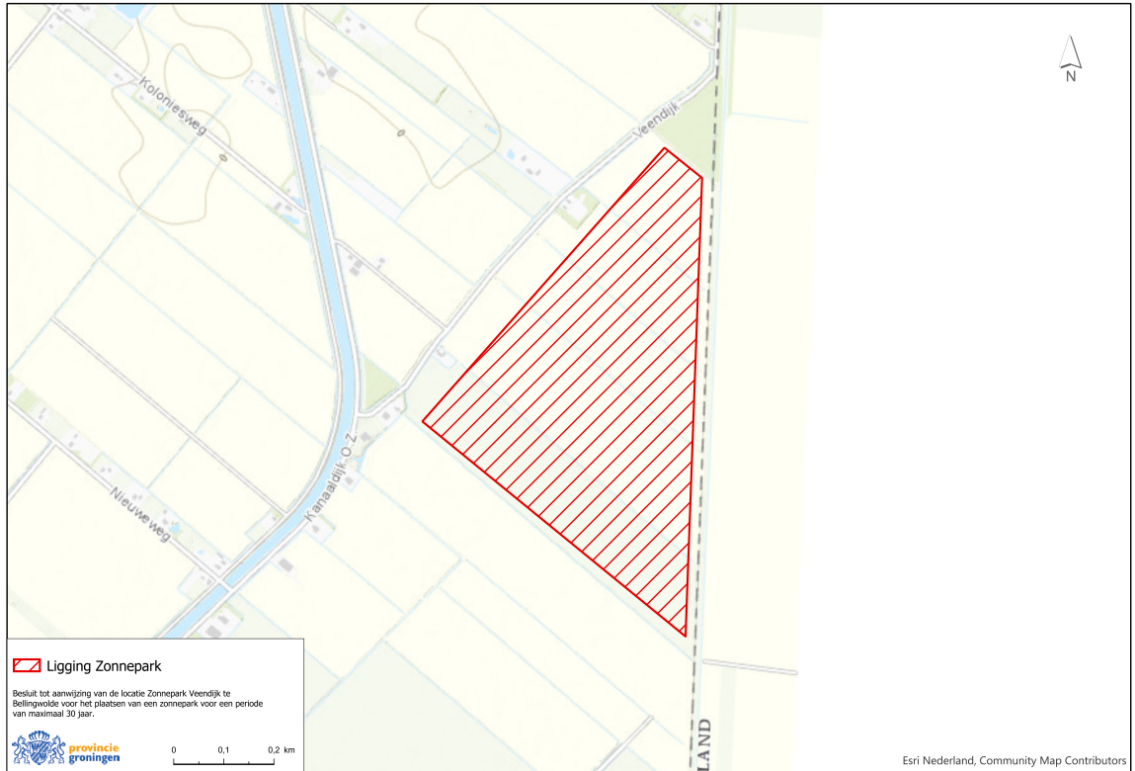 N
Koloniesweg
Veendijk
Kanaaldijk O.Z.
Nieuweweg
LAND
Ligging Zonnepark
Besluit tot aanwijzing van de locatie Zonnepark Veendijk te
Bellingwolde voor het plaatsen van een zonnepark voor een periode
van maximaal 30 jaar.
provincie
groningen
0 0,1 0,2 km
Esri Nederland, Community Map Contributors